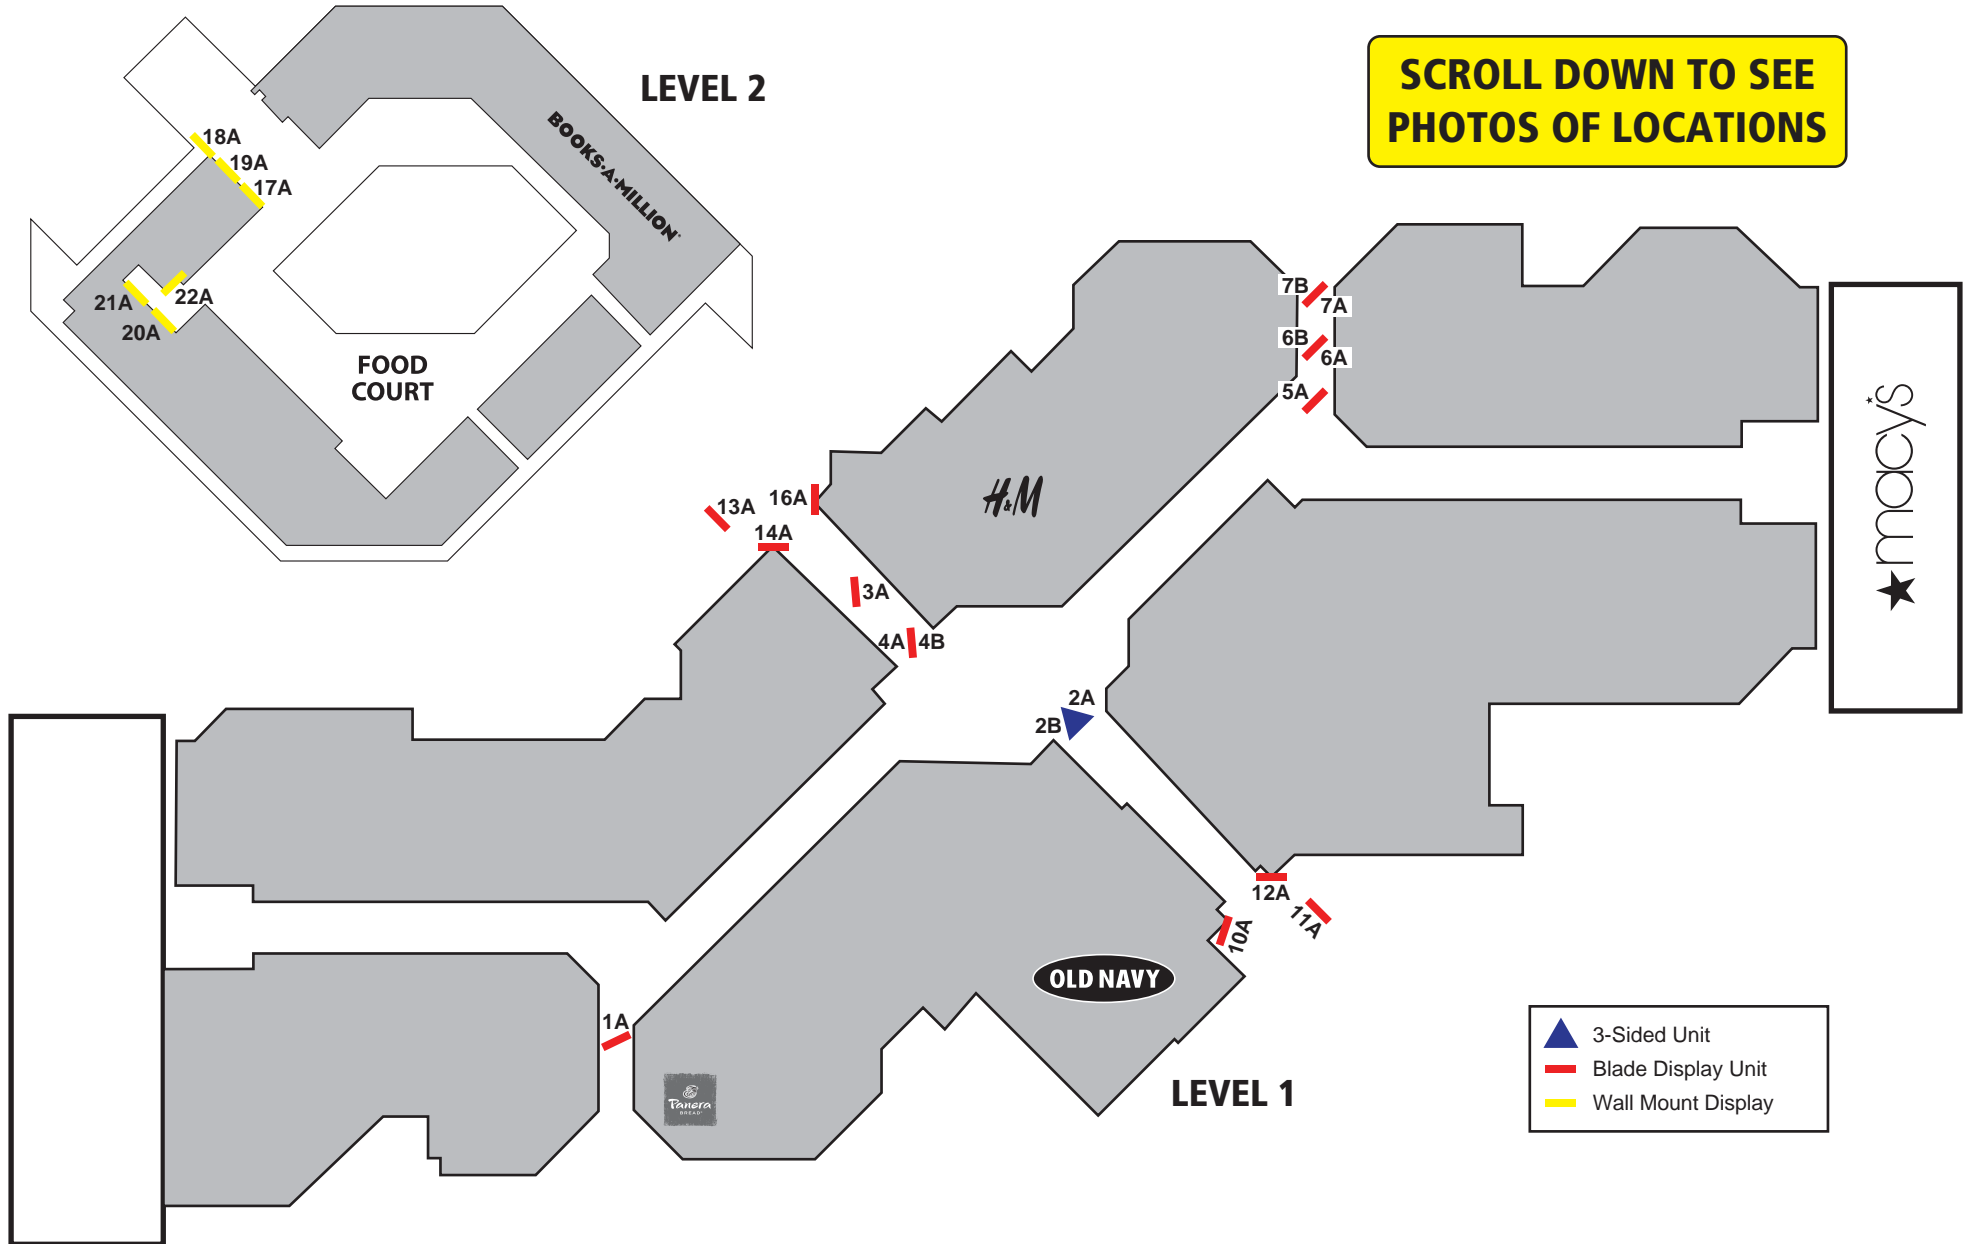 LEVEL 2
SCROLL DOWN TO SEE
PHOTOS OF LOCATIONS
BOOKS·A·MILLION
18A
19A
17A
21A
22A
20A
FOOD
COURT
7B
7A
6B
6A
5A
macy's
H&M
16A
13A
14A
3A
4A
4B
2A
2B
12A
11A
10A
OLD NAVY
1A
Panera
BREAD
LEVEL 1
3-Sided Unit
Blade Display Unit
Wall Mount Display